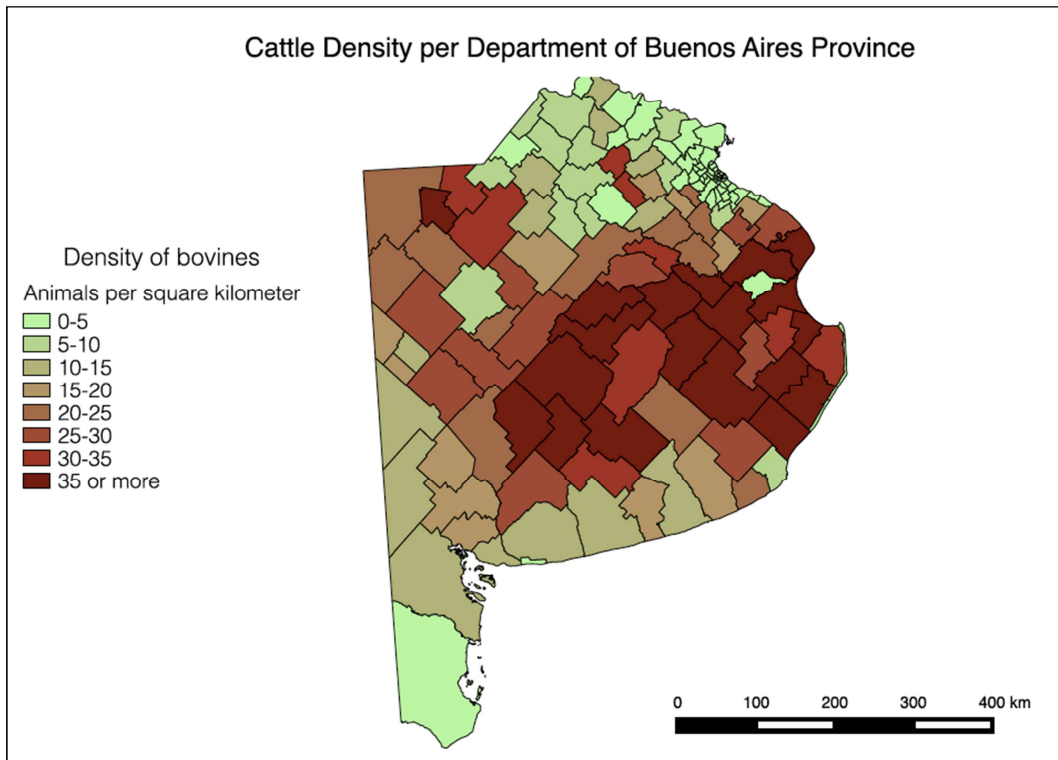 Cattle Density per Department of Buenos Aires Province
Density of bovines
Animals per square kilometer
0-5
5-10
10-15
15-20
20-25
25-30
30-35
35 or more
0 100 200 300 400 km